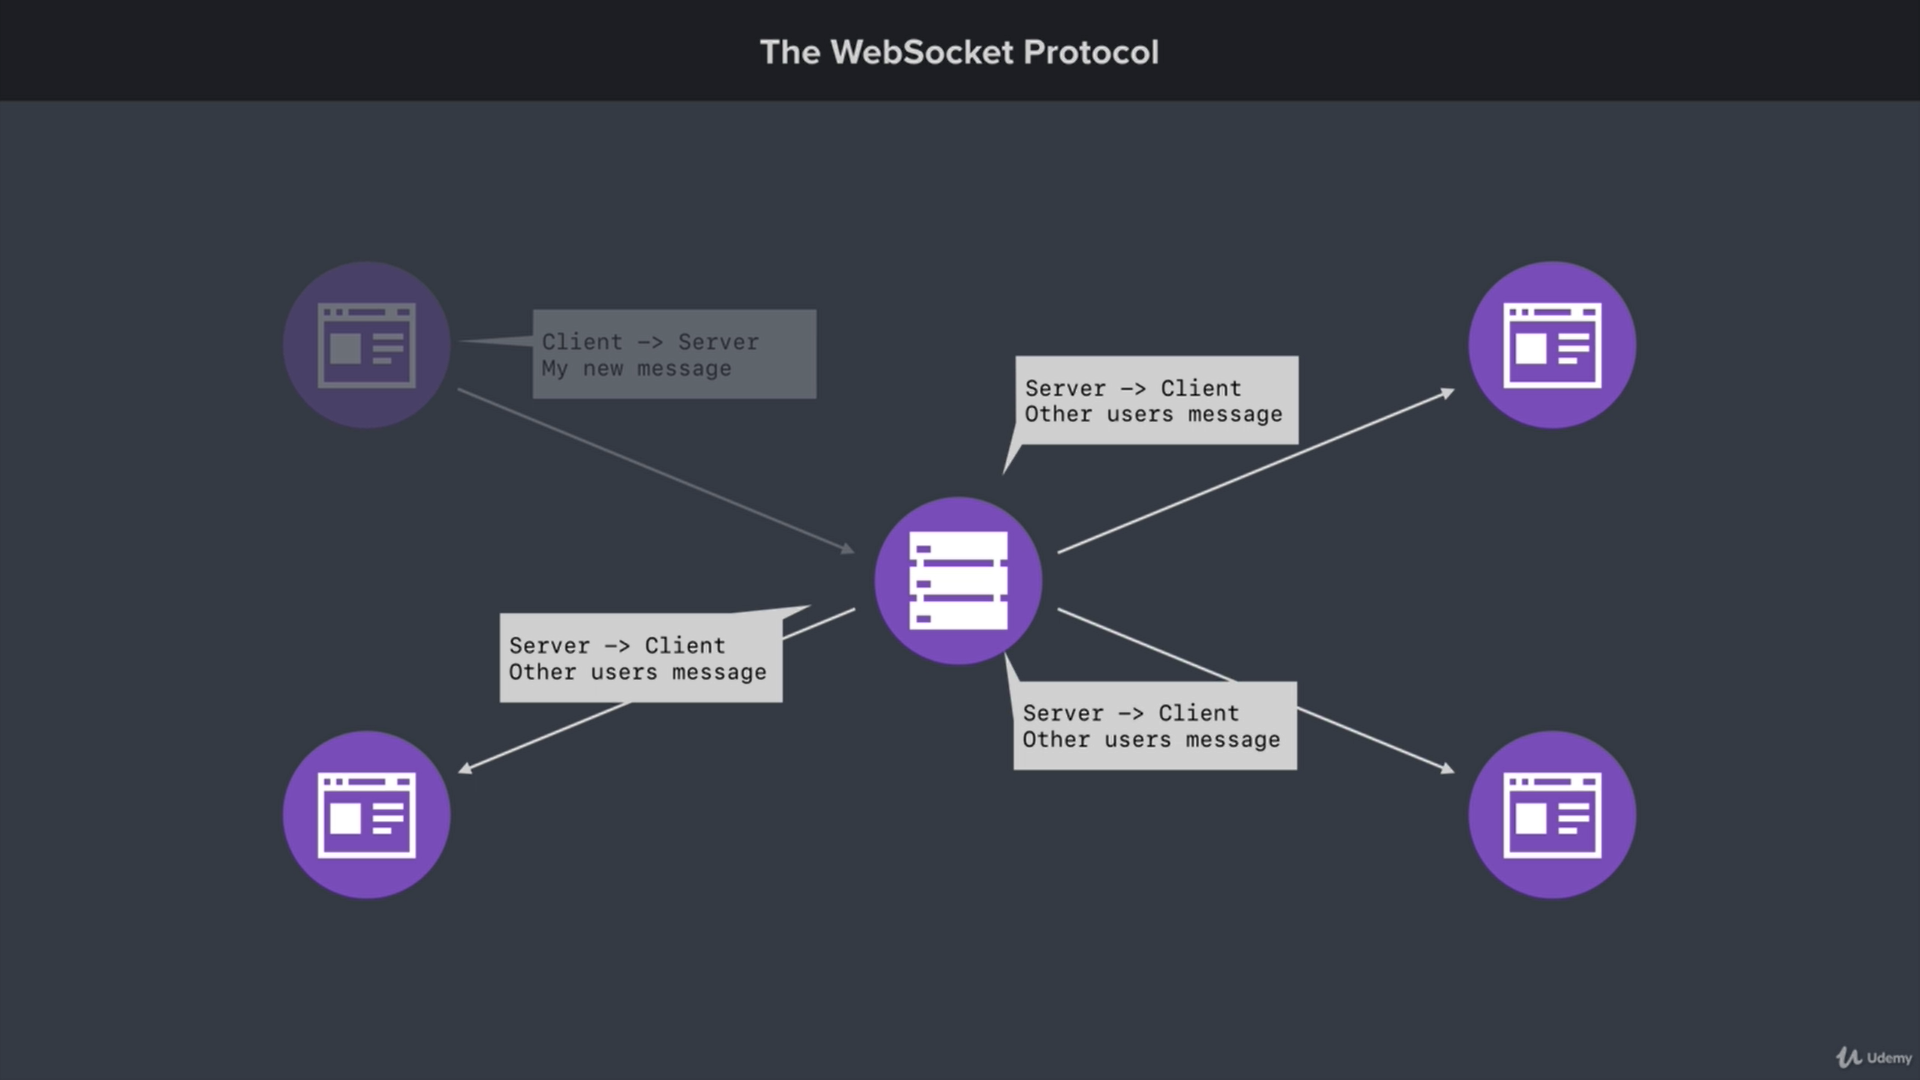 The WebSocket Protocol
Client -> Server
My new message
Server -> Client
Other users message
Server -> Client
Other users message
Server -> Client
Other users message
Udemy